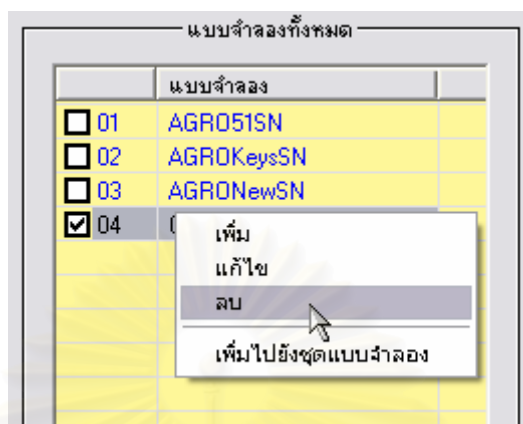 แบบจำลองทั้งหมด
แบบจำลอง
01 AGRO51SN
02 AGROKeysSN
03 AGRONewSN
04
เพิ่ม
แก้ไข
ลบ
เพิ่มไปยังชุดแบบจำลอง